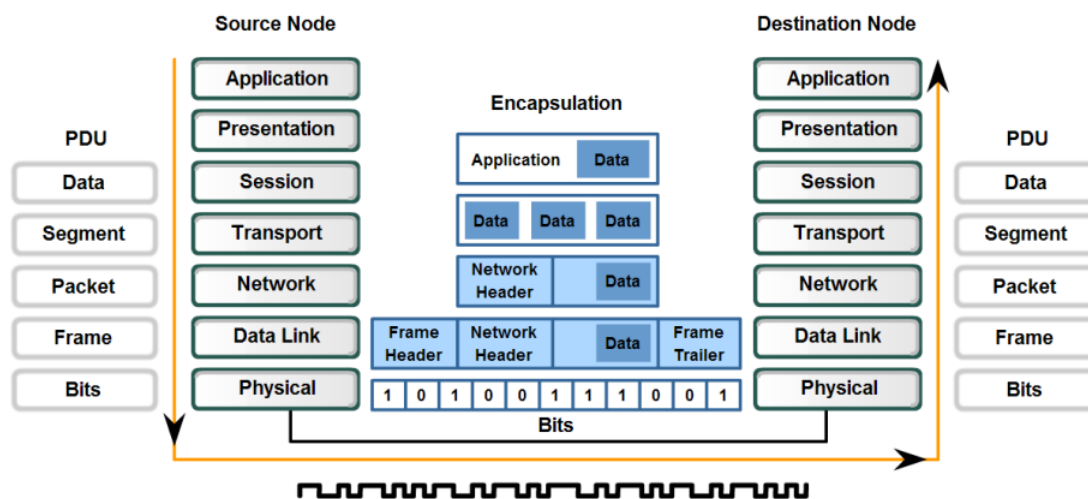 Source Node
Destination Node
Application
Application
Encapsulation
Presentation
Presentation
PDU
PDU
Application Data
Data
Session
Session
Data
Segment
Transport
Data Data Data
Transport
Segment
Packet
Network
Network
Header
Data
Network
Packet
Frame
Data Link
Frame
Header
Network
Header
Data
Frame
Trailer
Data Link
Frame
Bits
Physical
1 0 1 0 0 1 1 1 0 0 1
Physical
Bits
Bits